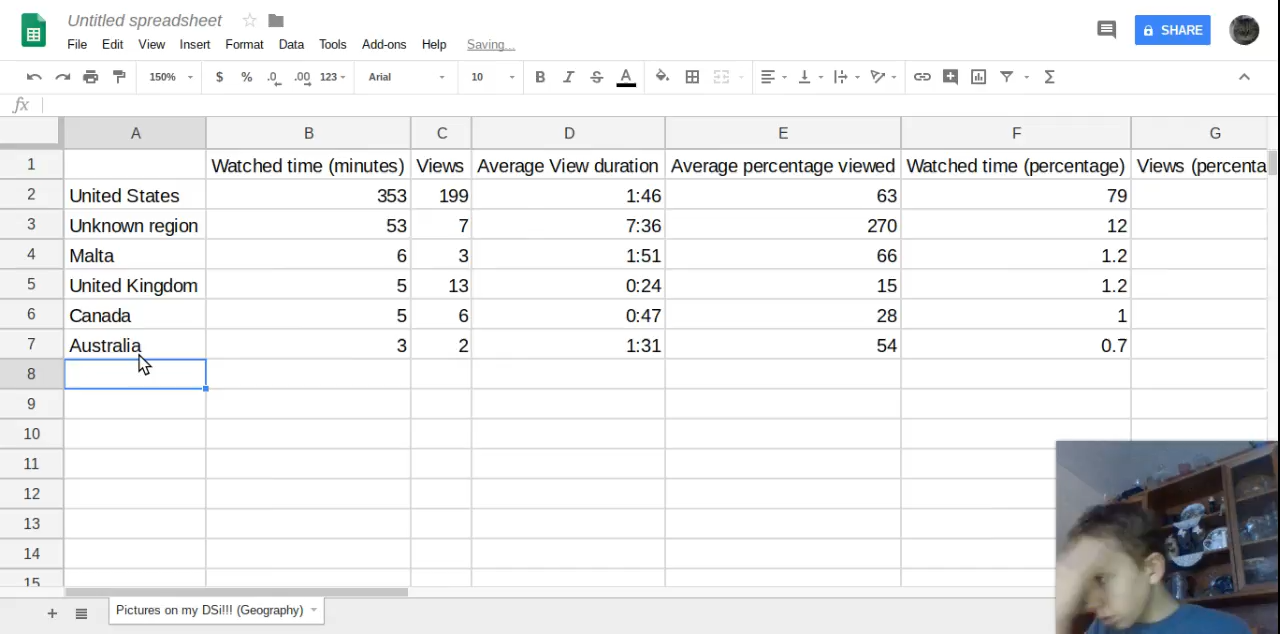 Untitled spreadsheet
File Edit View Insert Format Data Tools Add-ons Help Saving...
SHARE
150% $ % .0 .00 123 Arial 10 B I S A Σ
fx
A B C D E F G
1 Watched time (minutes) Views Average View duration Average percentage viewed Watched time (percentage) Views (percenta
2 United States 353 199 1:46 63 79
3 Unknown region 53 7 7:36 270 12
4 Malta 6 3 1:51 66 1.2
5 United Kingdom 5 13 0:24 15 1.2
6 Canada 5 6 0:47 28 1
7 Australia 3 2 1:31 54 0.7
8
9
10
11
12
13
14
15
Pictures on my DSi!!! (Geography)